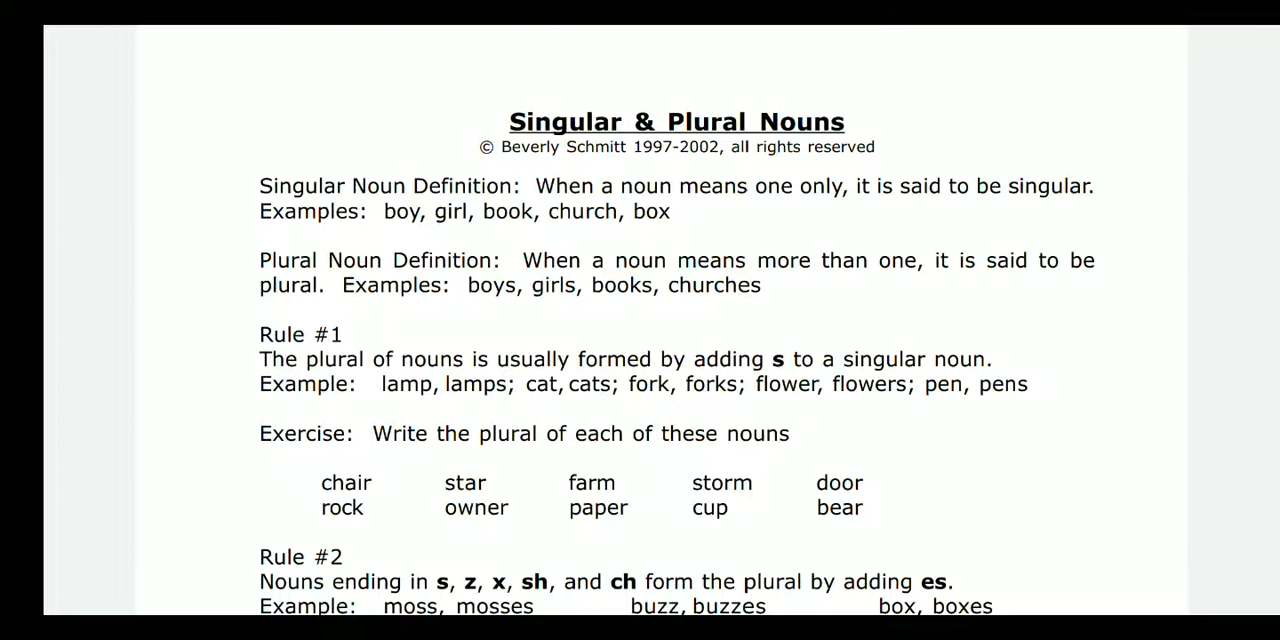 Singular & Plural Nouns
© Beverly Schmitt 1997-2002, all rights reserved
Singular Noun Definition: When a noun means one only, it is said to be singular.
Examples: boy, girl, book, church, box
Plural Noun Definition: When a noun means more than one, it is said to be
plural. Examples: boys, girls, books, churches
Rule #1
The plural of nouns is usually formed by adding s to a singular noun.
Example: lamp, lamps; cat, cats; fork, forks; flower, flowers; pen, pens
Exercise: Write the plural of each of these nouns
chair star farm storm door
rock owner paper cup bear
Rule #2
Nouns ending in s, z, x, sh, and ch form the plural by adding es.
Example: moss, mosses buzz, buzzes box, boxes